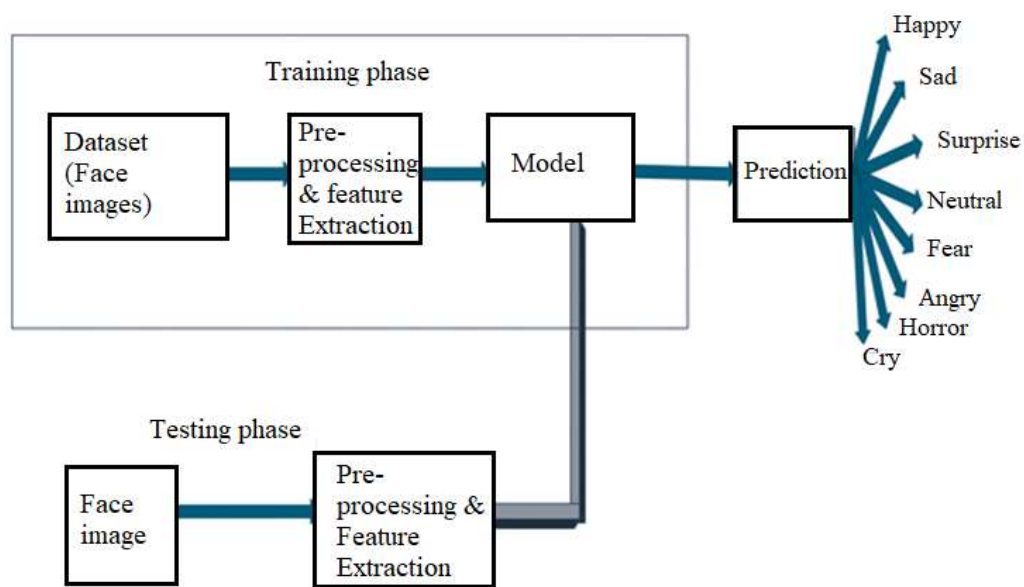 Training phase
Dataset
(Face
images)
Pre-
processing
& feature
Extraction
Model
Prediction
Happy
Sad
Surprise
Neutral
Fear
Angry
Horror
Cry
Testing phase
Face
image
Pre-
processing &
Feature
Extraction